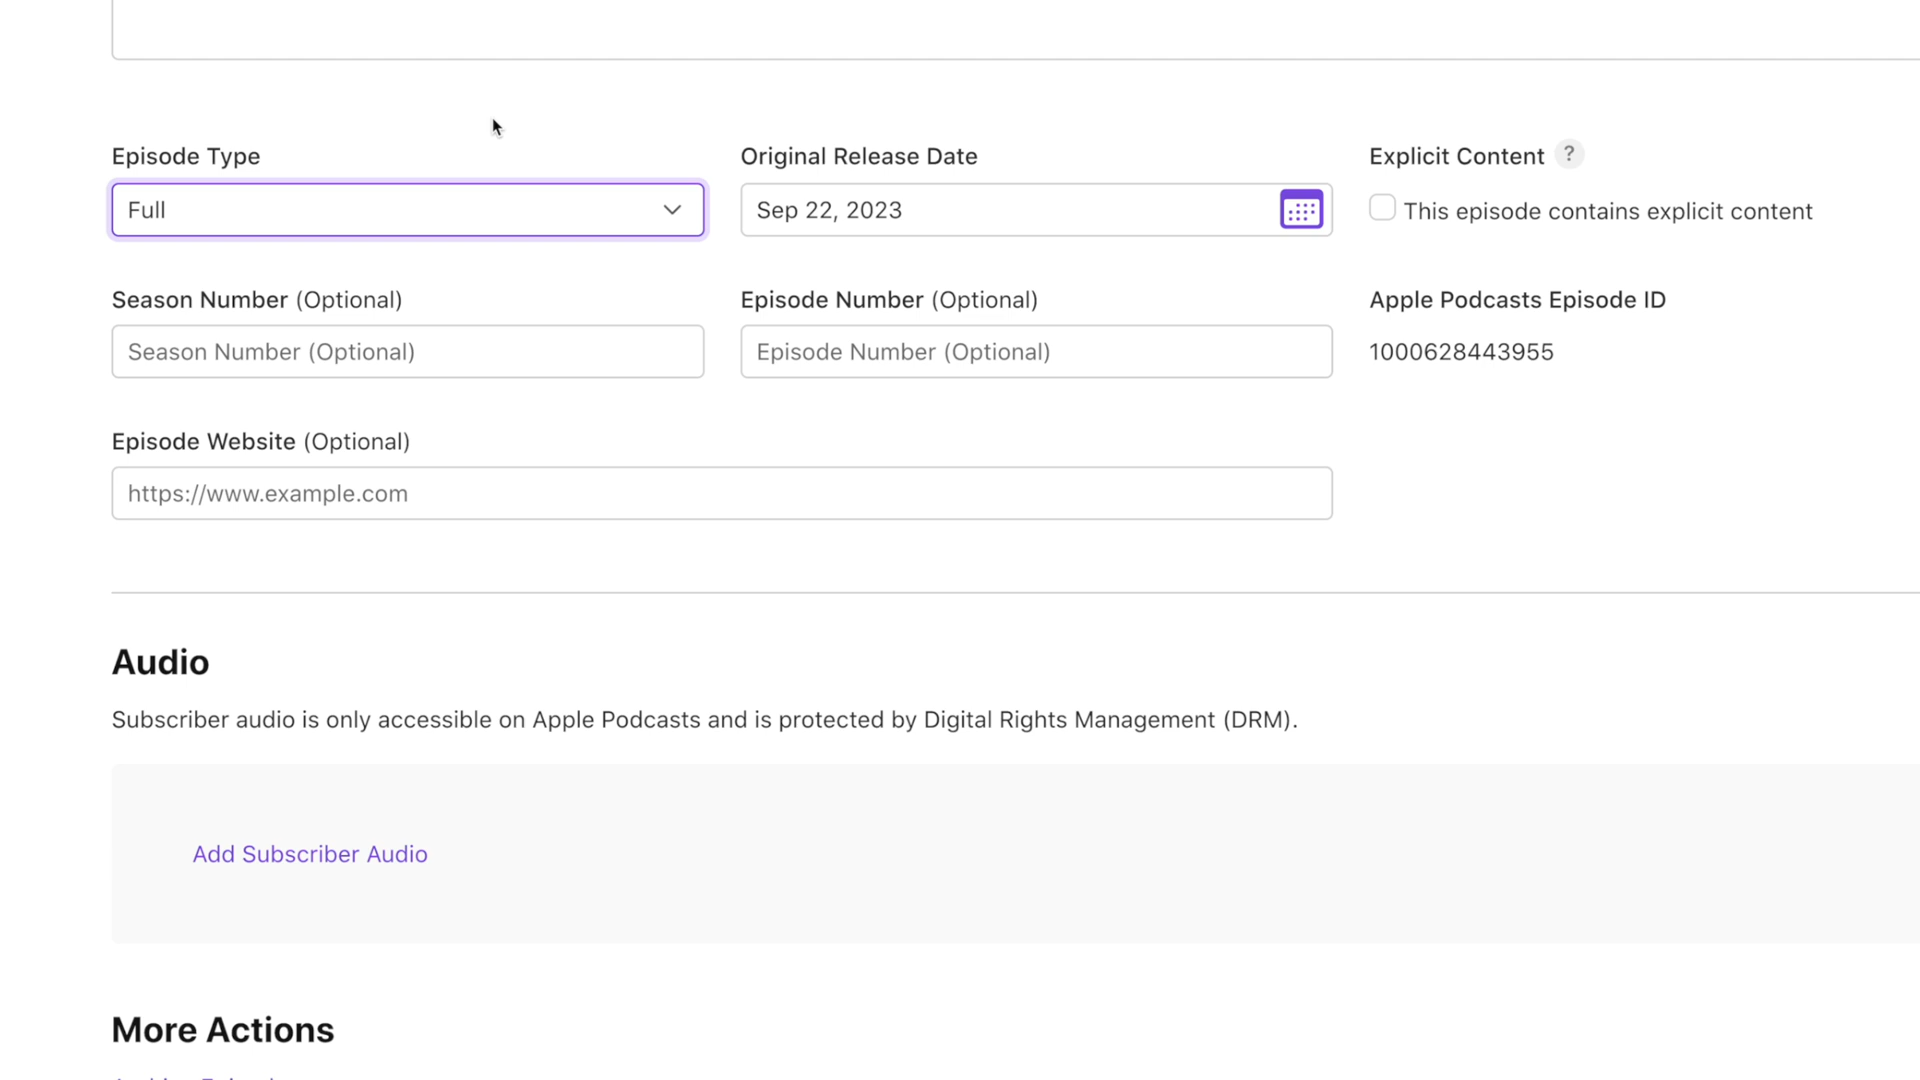 Episode Type
Original Release Date
Explicit Content ?
Full
Sep 22, 2023
This episode contains explicit content
Season Number (Optional)
Episode Number (Optional)
Apple Podcasts Episode ID
Season Number (Optional)
Episode Number (Optional)
1000628443955
Episode Website (Optional)
https://www.example.com
Audio
Subscriber audio is only accessible on Apple Podcasts and is protected by Digital Rights Management (DRM).
Add Subscriber Audio
More Actions